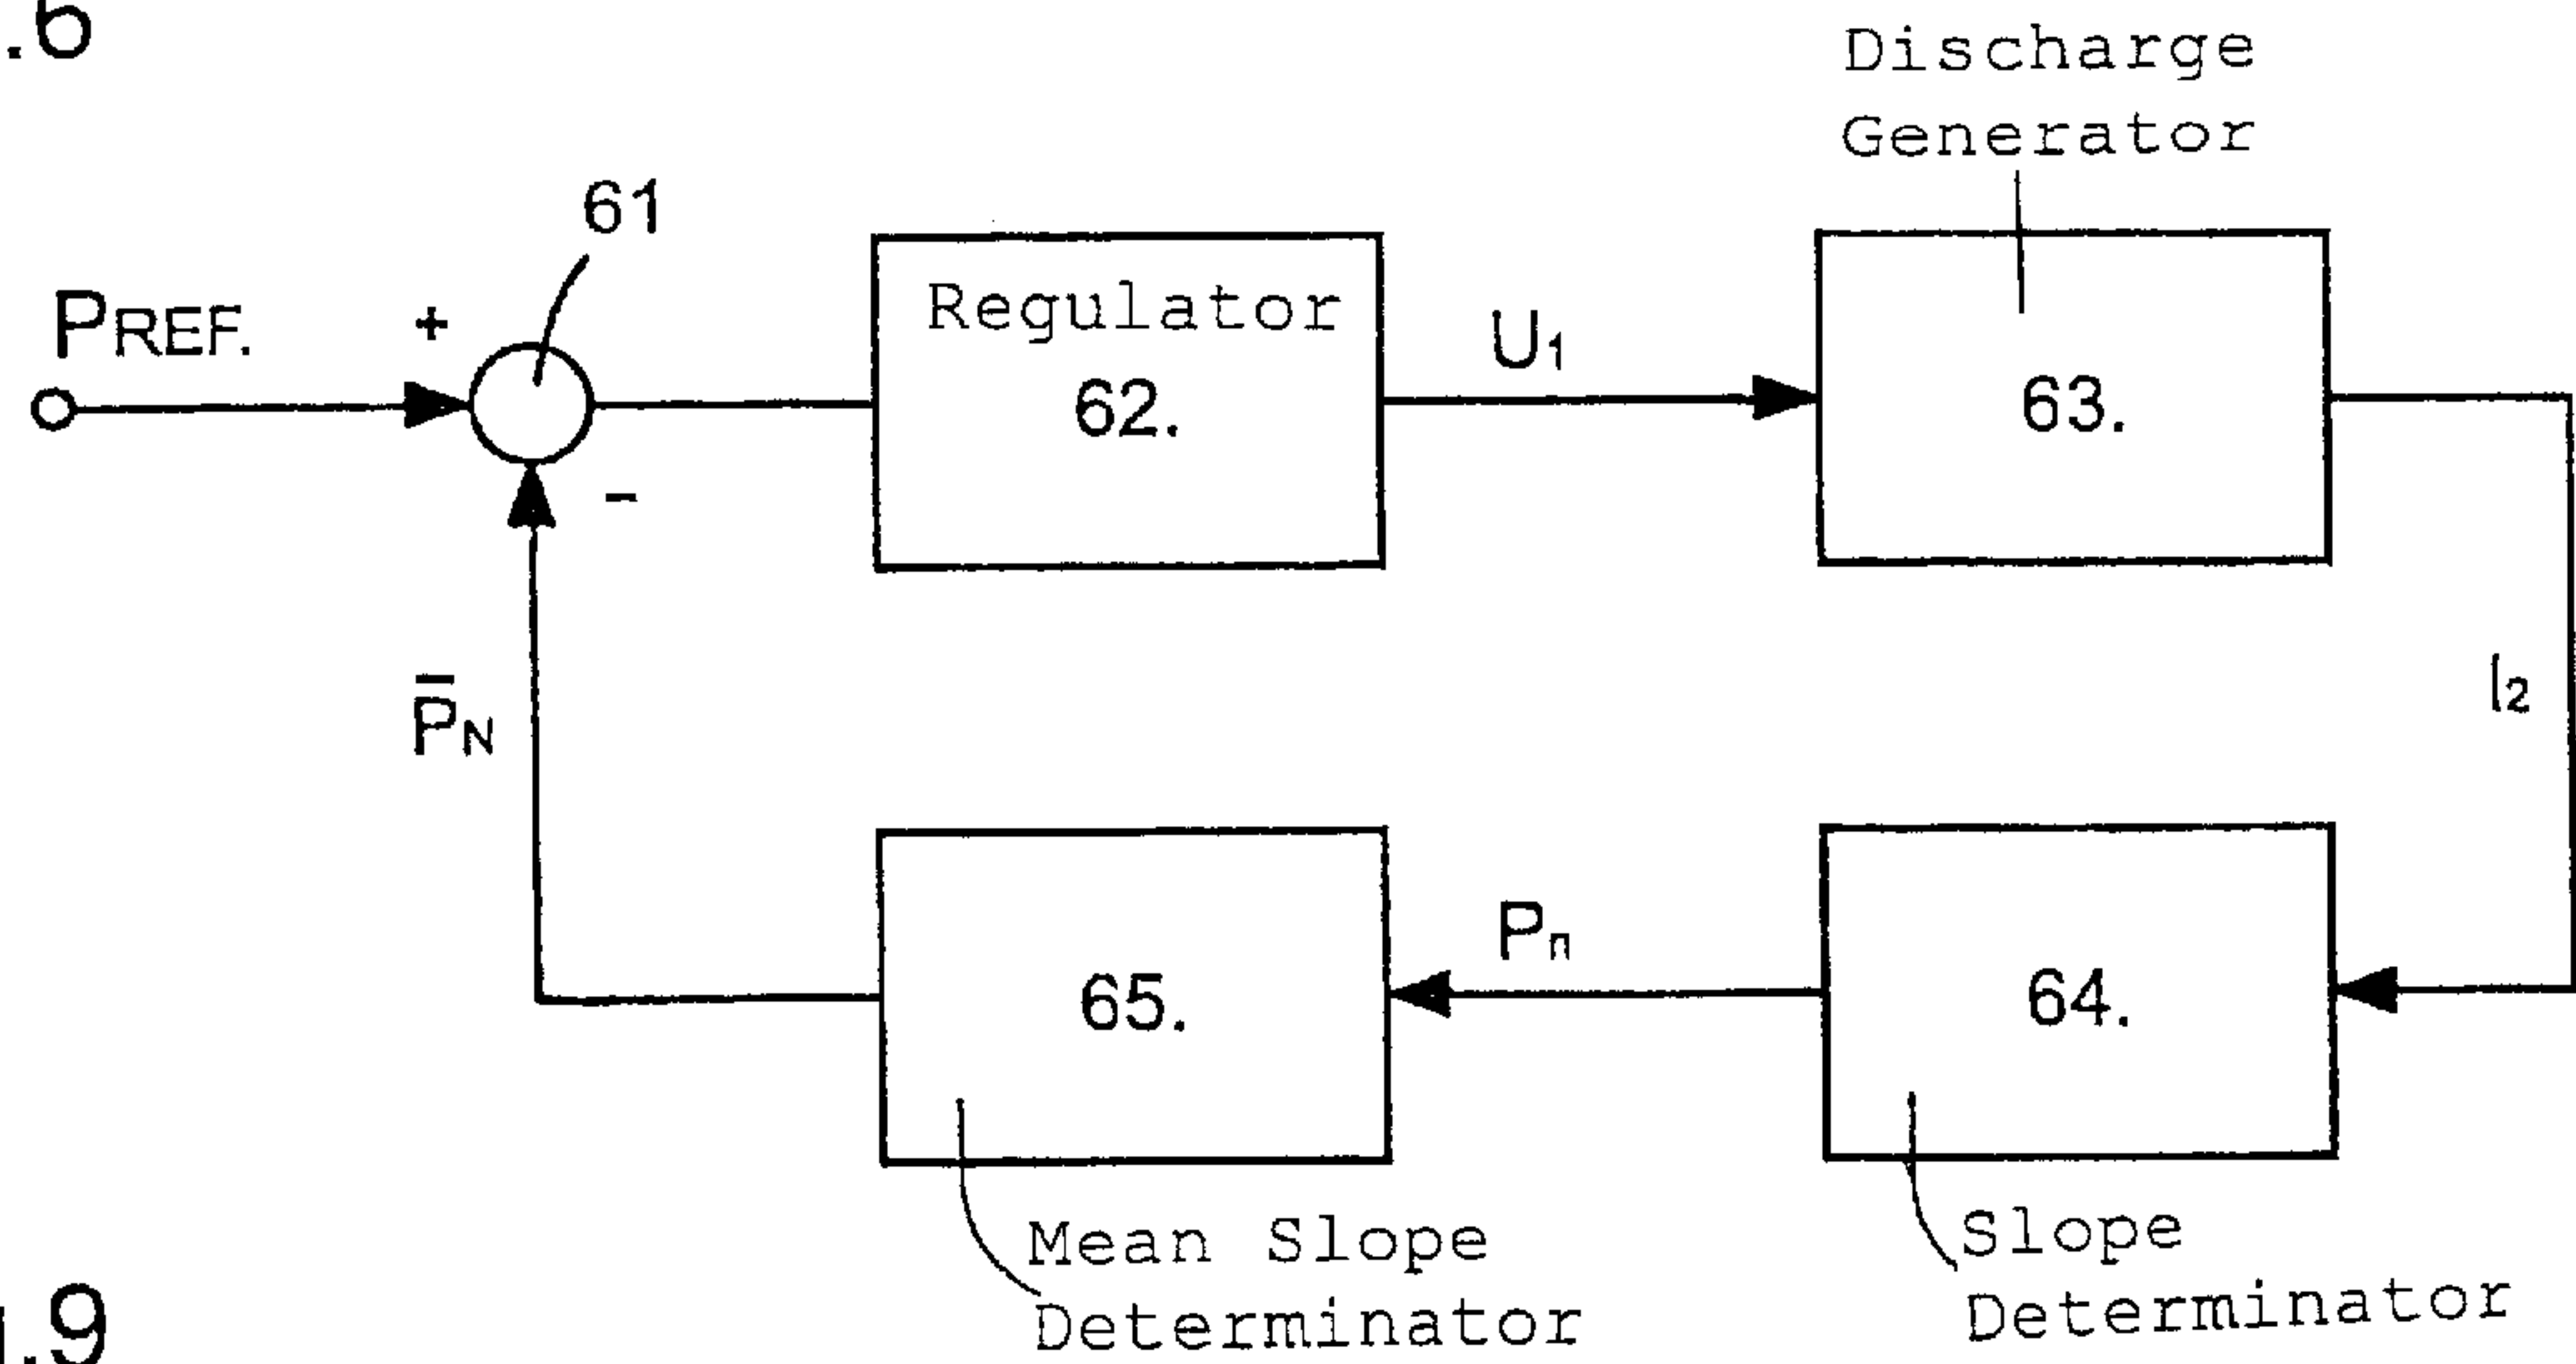 .6
Discharge
Generator
61
PREF.
+
Regulator
62.
U1
63.
-
P̄N
I2
65.
Pn
64.
Mean Slope
Determinator
Slope
Determinator
.9